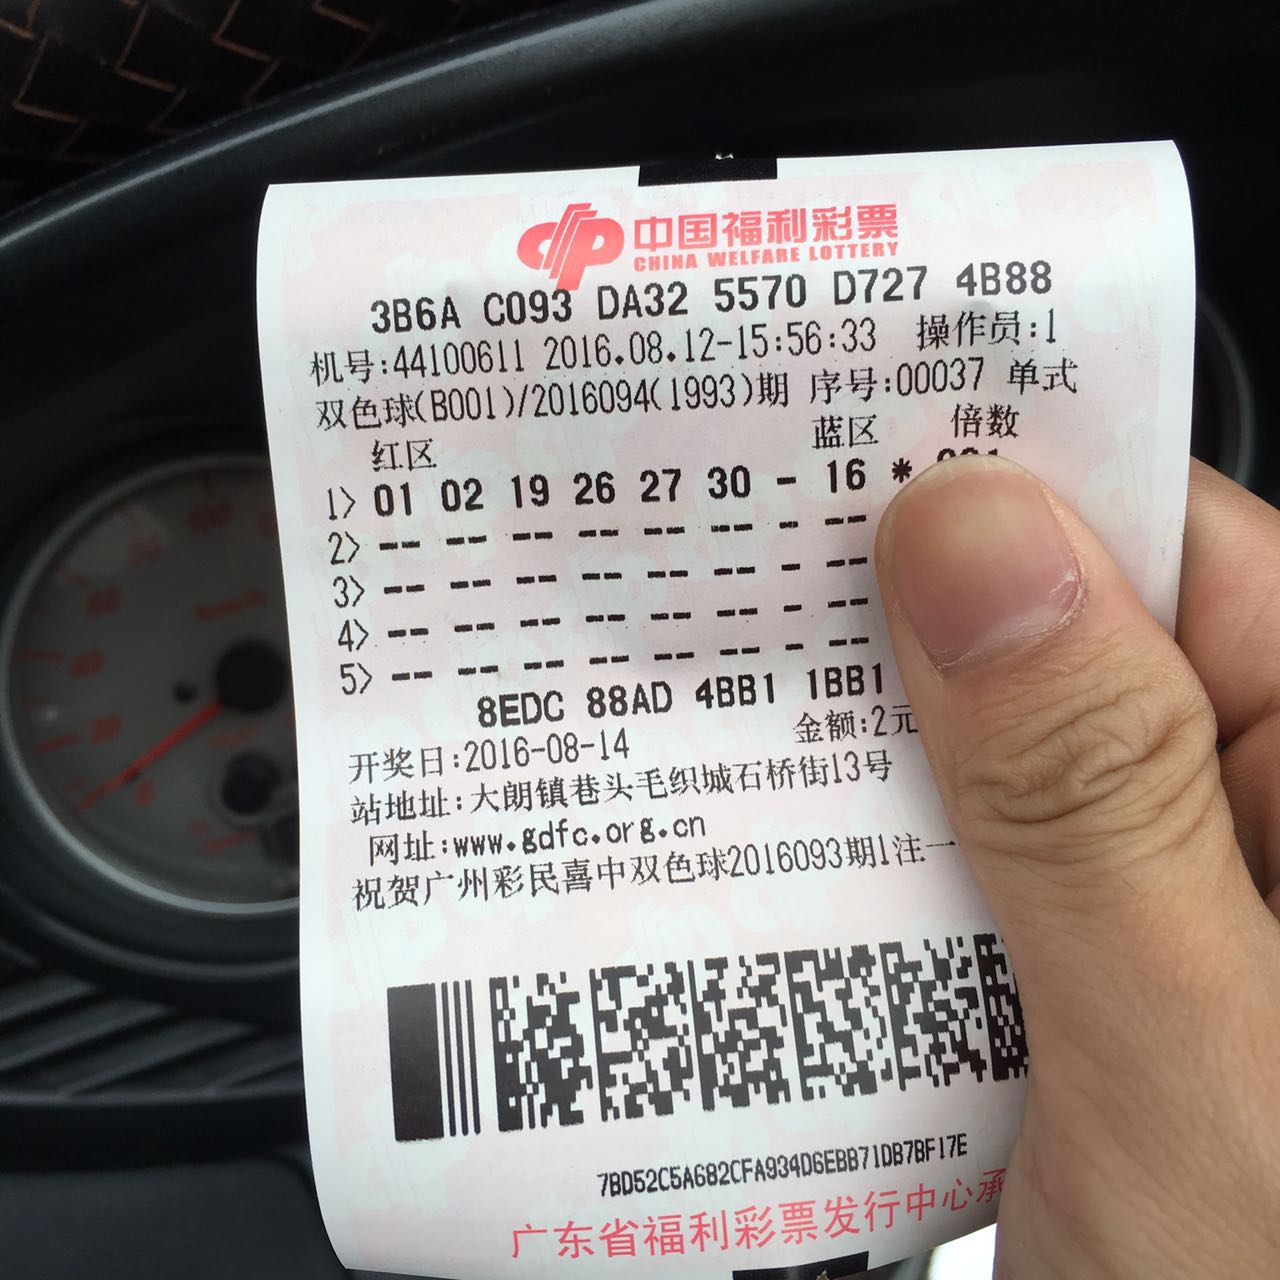 中国福利彩票
CHINA WELFARE LOTTERY
3B6A C093 DA32 5570 D727 4B88
机号:44100611 2016.08.12-15:56:33 操作员:1
双色球(B001)/2016094(1993)期 序号:00037 单式
红区 蓝区 倍数
1> 01 02 19 26 27 30 - 16 *
2> -- -- -- -- -- -- - --
3> -- -- -- -- -- -- - --
4> -- -- -- -- -- -- - --
5> -- -- -- -- -- -- - --
8EDC 88AD 4BB1 1BB1
开奖日:2016-08-14 金额:2元
站地址:大朗镇巷头毛织城石桥街13号
网址:www.gdfc.org.cn
祝贺广州彩民喜中双色球2016093期1注一
7BD52C5A682CFA934D6EBB71DB7BF17E
广东省福利彩票发行中心承